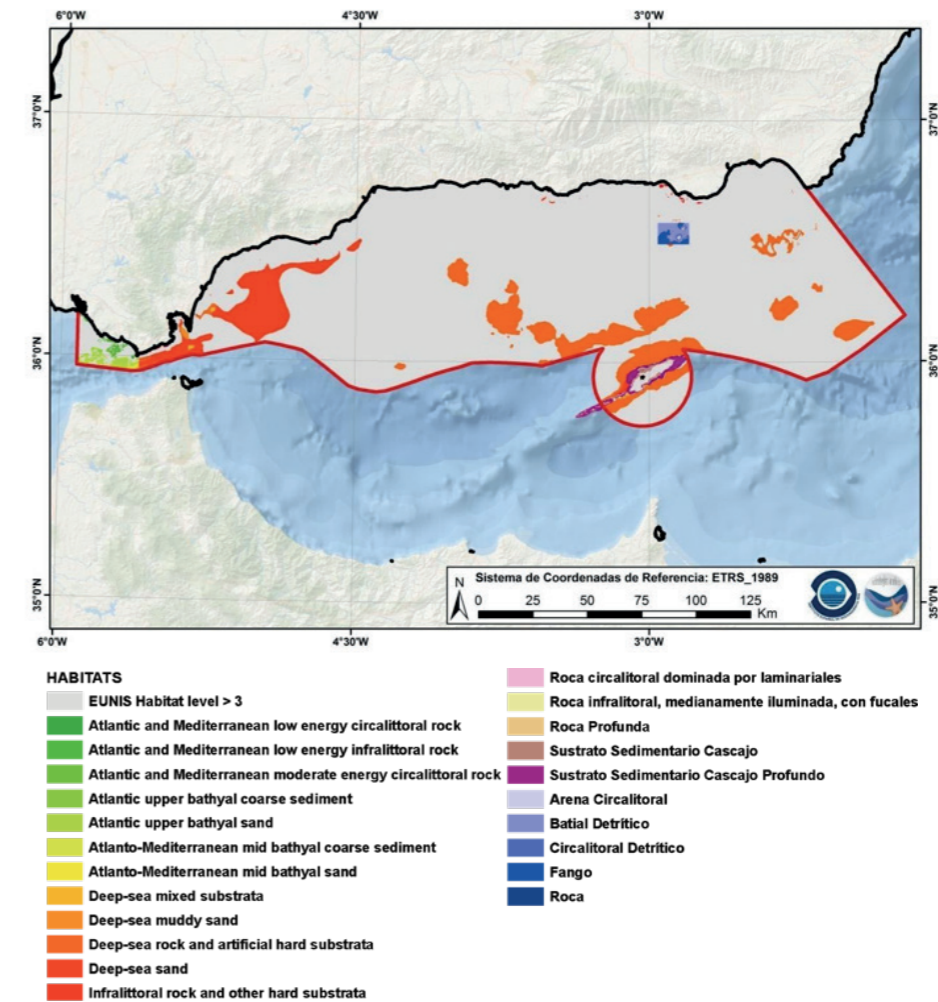 6°0'W 4°30'W 3°0'W
37°0'N 37°0'N
36°0'N 36°0'N
35°0'N 35°0'N
N
Sistema de Coordenadas de Referencia: ETRS_1989
0 25 50 75 100 125
Km
6°0'W 4°30'W 3°0'W
HABITATS
EUNIS Habitat level > 3
Atlantic and Mediterranean low energy circalittoral rock
Atlantic and Mediterranean low energy infralittoral rock
Atlantic and Mediterranean moderate energy circalittoral rock
Atlantic upper bathyal coarse sediment
Atlantic upper bathyal sand
Atlanto-Mediterranean mid bathyal coarse sediment
Atlanto-Mediterranean mid bathyal sand
Deep-sea mixed substrata
Deep-sea muddy sand
Deep-sea rock and artificial hard substrata
Deep-sea sand
Infralittoral rock and other hard substrata
Roca circalitoral dominada por laminariales
Roca infralitoral, medianamente iluminada, con fucales
Roca Profunda
Sustrato Sedimentario Cascajo
Sustrato Sedimentario Cascajo Profundo
Arena Circalitoral
Batial Detrítico
Circalitoral Detrítico
Fango
Roca